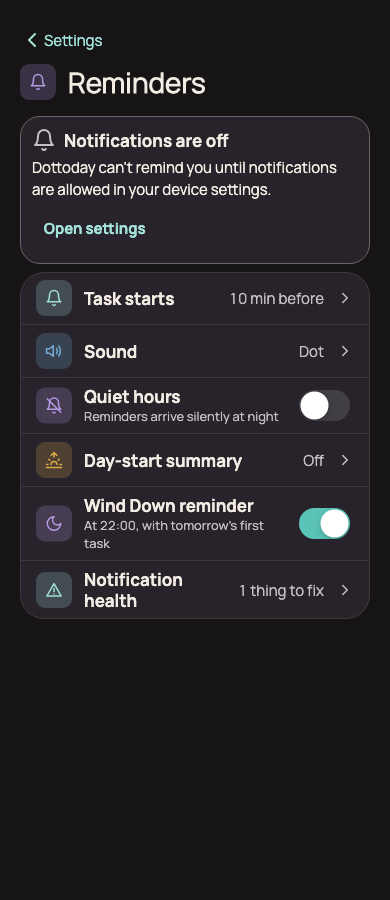 Settings
Reminders
Notifications are off
Dottoday can't remind you until notifications
are allowed in your device settings.
Open settings
Task starts
10 min before
Sound
Dot
Quiet hours
Reminders arrive silently at night
Day-start summary
Off
Wind Down reminder
At 22:00, with tomorrow's first
task
Notification
health
1 thing to fix